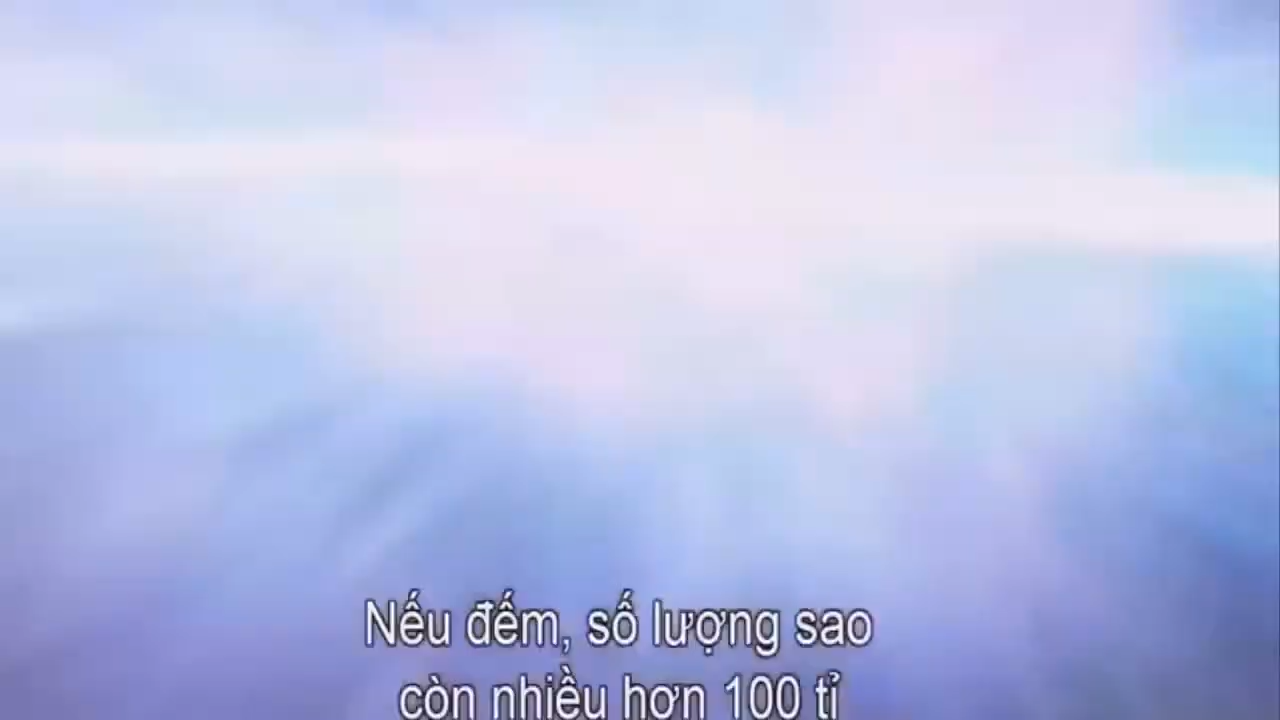 Nếu đếm, số lượng sao
còn nhiều hơn 100 tỉ